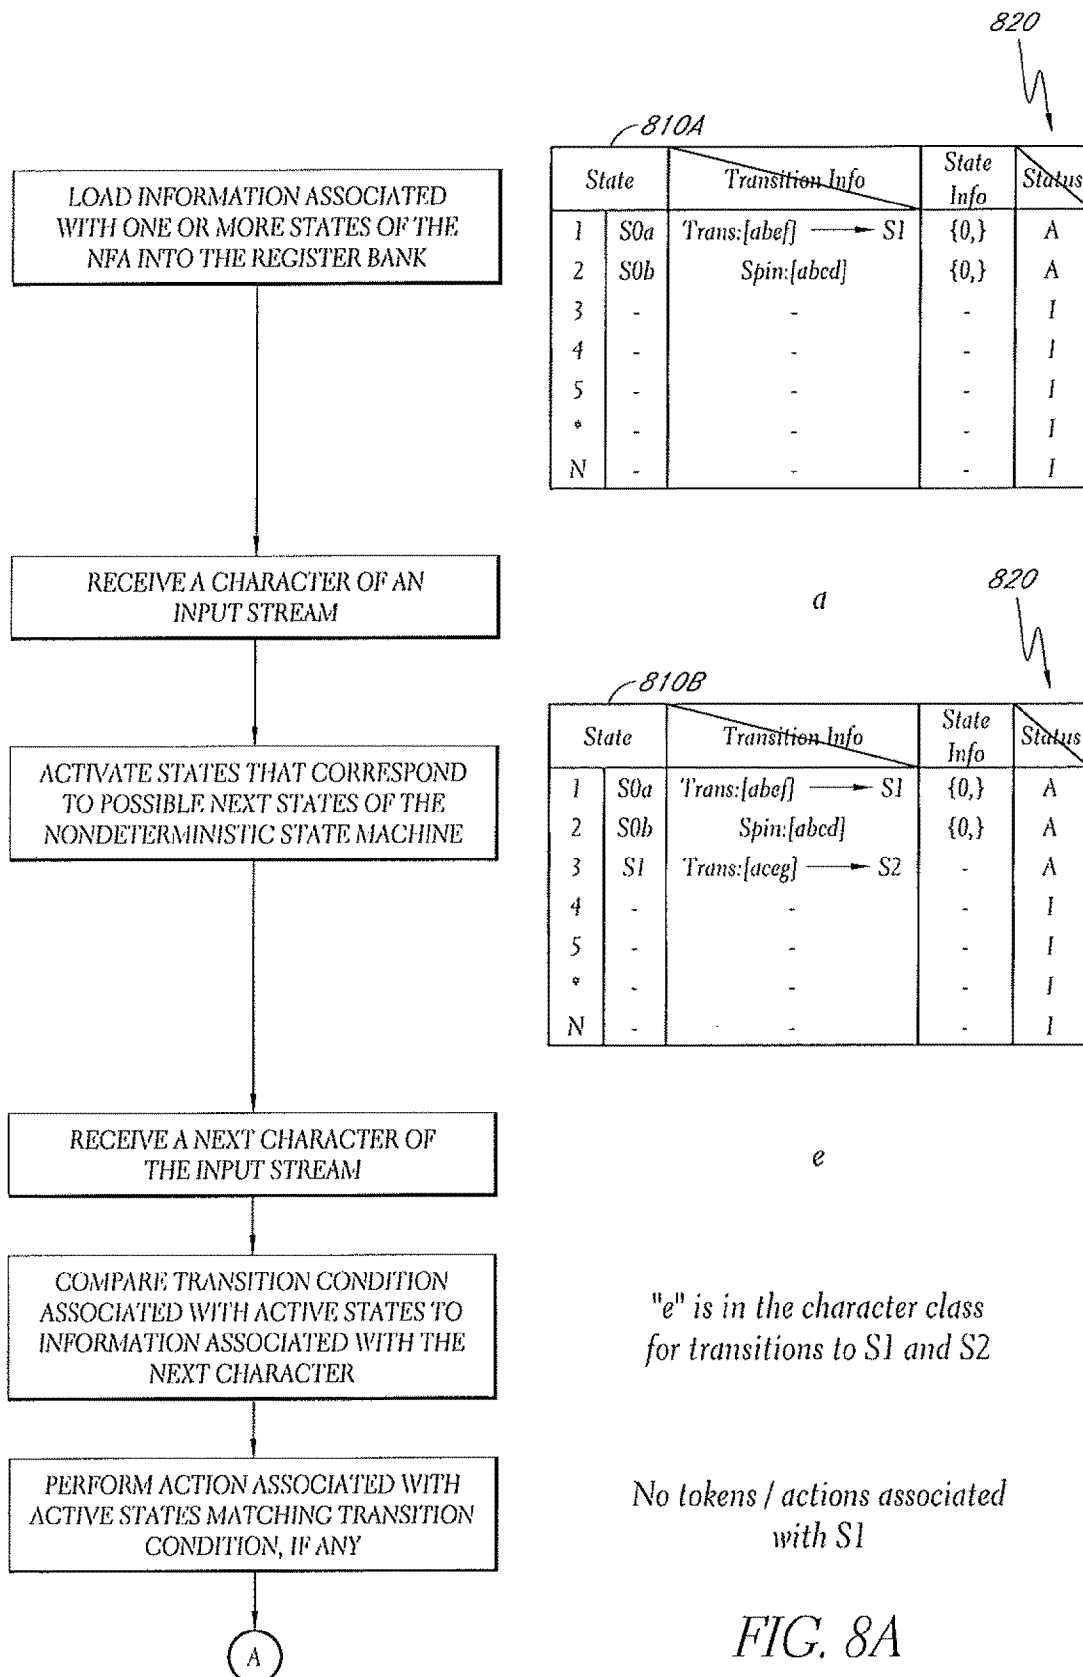 820
810A
State Transition Info State Info Status
1 S0a Trans:[abef] S1 {0,} A
2 S0b Spin:[abcd] {0,} A
3 - - - I
4 - - - I
5 - - - I
* - - - I
N - - - I
LOAD INFORMATION ASSOCIATED
WITH ONE OR MORE STATES OF THE
NFA INTO THE REGISTER BANK
RECEIVE A CHARACTER OF AN
INPUT STREAM
a
820
810B
State Transition Info State Info Status
1 S0a Trans:[abef] S1 {0,} A
2 S0b Spin:[abcd] {0,} A
3 S1 Trans:[aceg] S2 - A
4 - - - I
5 - - - I
* - - - I
N - - - I
ACTIVATE STATES THAT CORRESPOND
TO POSSIBLE NEXT STATES OF THE
NONDETERMINISTIC STATE MACHINE
RECEIVE A NEXT CHARACTER OF
THE INPUT STREAM
e
COMPARE TRANSITION CONDITION
ASSOCIATED WITH ACTIVE STATES TO
INFORMATION ASSOCIATED WITH THE
NEXT CHARACTER
"e" is in the character class
for transitions to S1 and S2
PERFORM ACTION ASSOCIATED WITH
ACTIVE STATES MATCHING TRANSITION
CONDITION, IF ANY
No tokens / actions associated
with S1
A
FIG. 8A